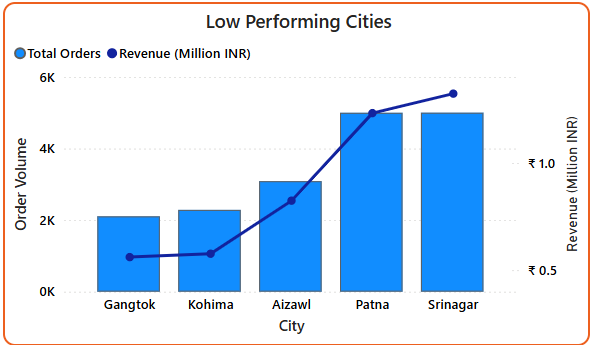 Low Performing Cities
Total Orders Revenue (Million INR)
6K
4K
2K
0K
Order Volume
₹ 1.0
₹ 0.5
Revenue (Million INR)
Gangtok Kohima Aizawl Patna Srinagar
City